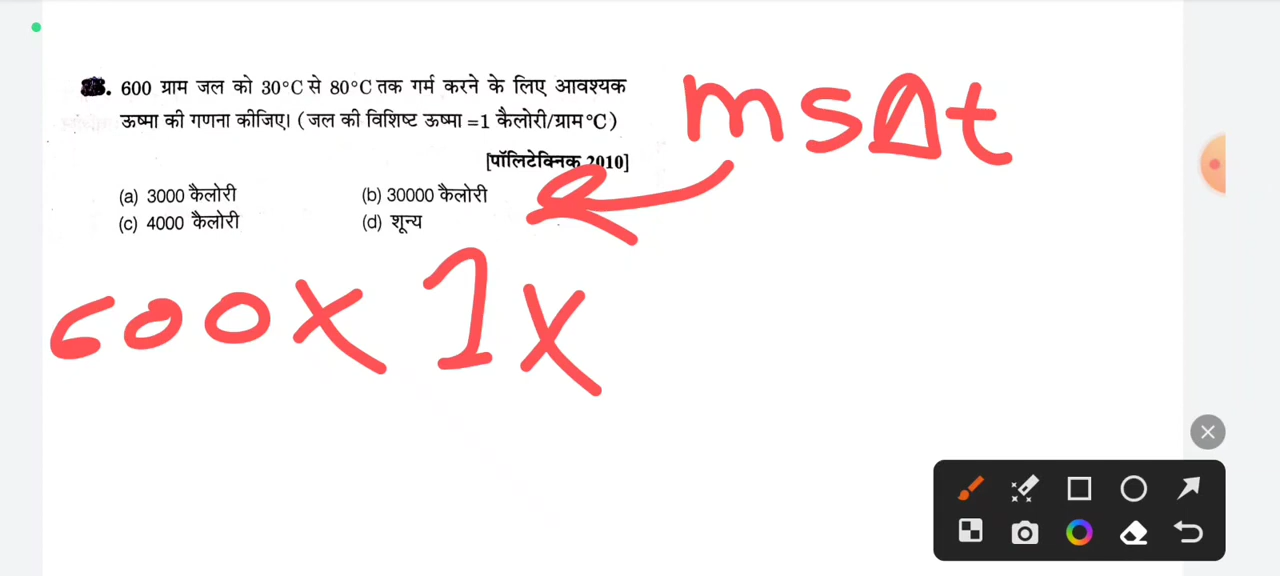 600 ग्राम जल को 30°C से 80°C तक गर्म करने के लिए आवश्यक
ऊष्मा की गणना कीजिए। (जल की विशिष्ट ऊष्मा =1 कैलोरी/ग्राम°C)
[पॉलिटेक्निक 2010]
(a) 3000 कैलोरी (b) 30000 कैलोरी
(c) 4000 कैलोरी (d) शून्य
msΔt
600 x 1 x